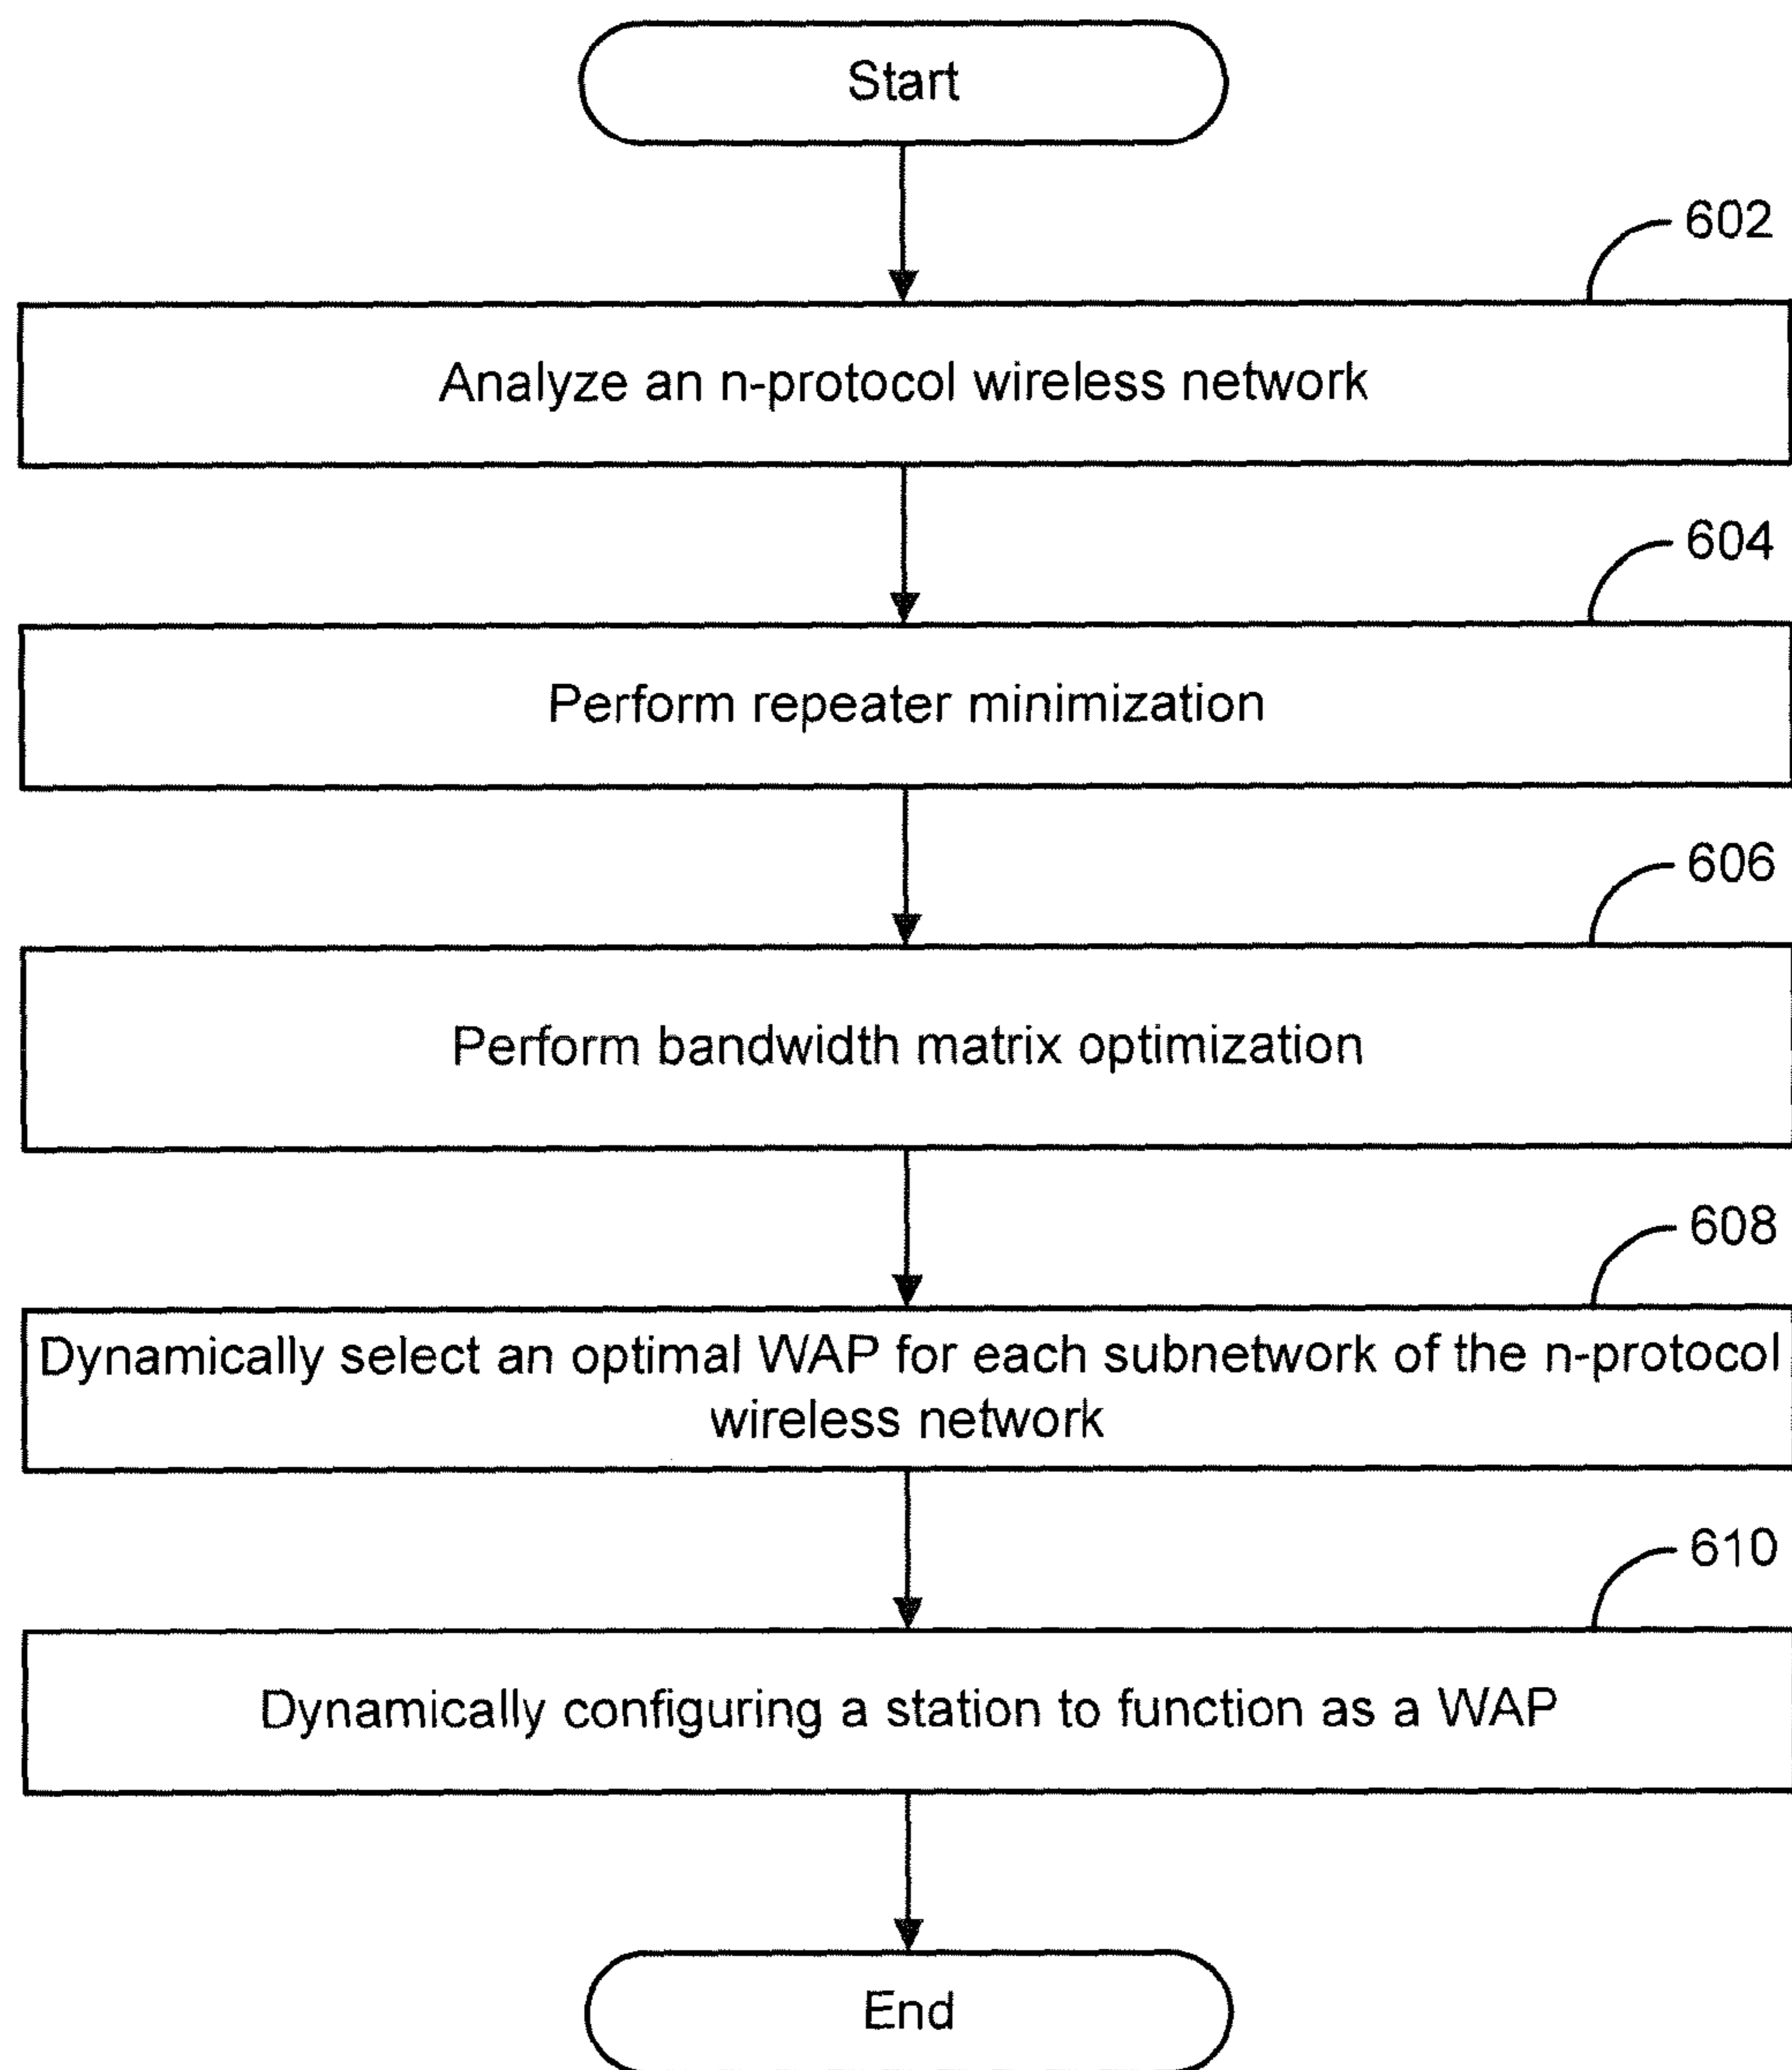 Start
602
Analyze an n-protocol wireless network
604
Perform repeater minimization
606
Perform bandwidth matrix optimization
608
Dynamically select an optimal WAP for each subnetwork of the n-protocol
wireless network
610
Dynamically configuring a station to function as a WAP
End